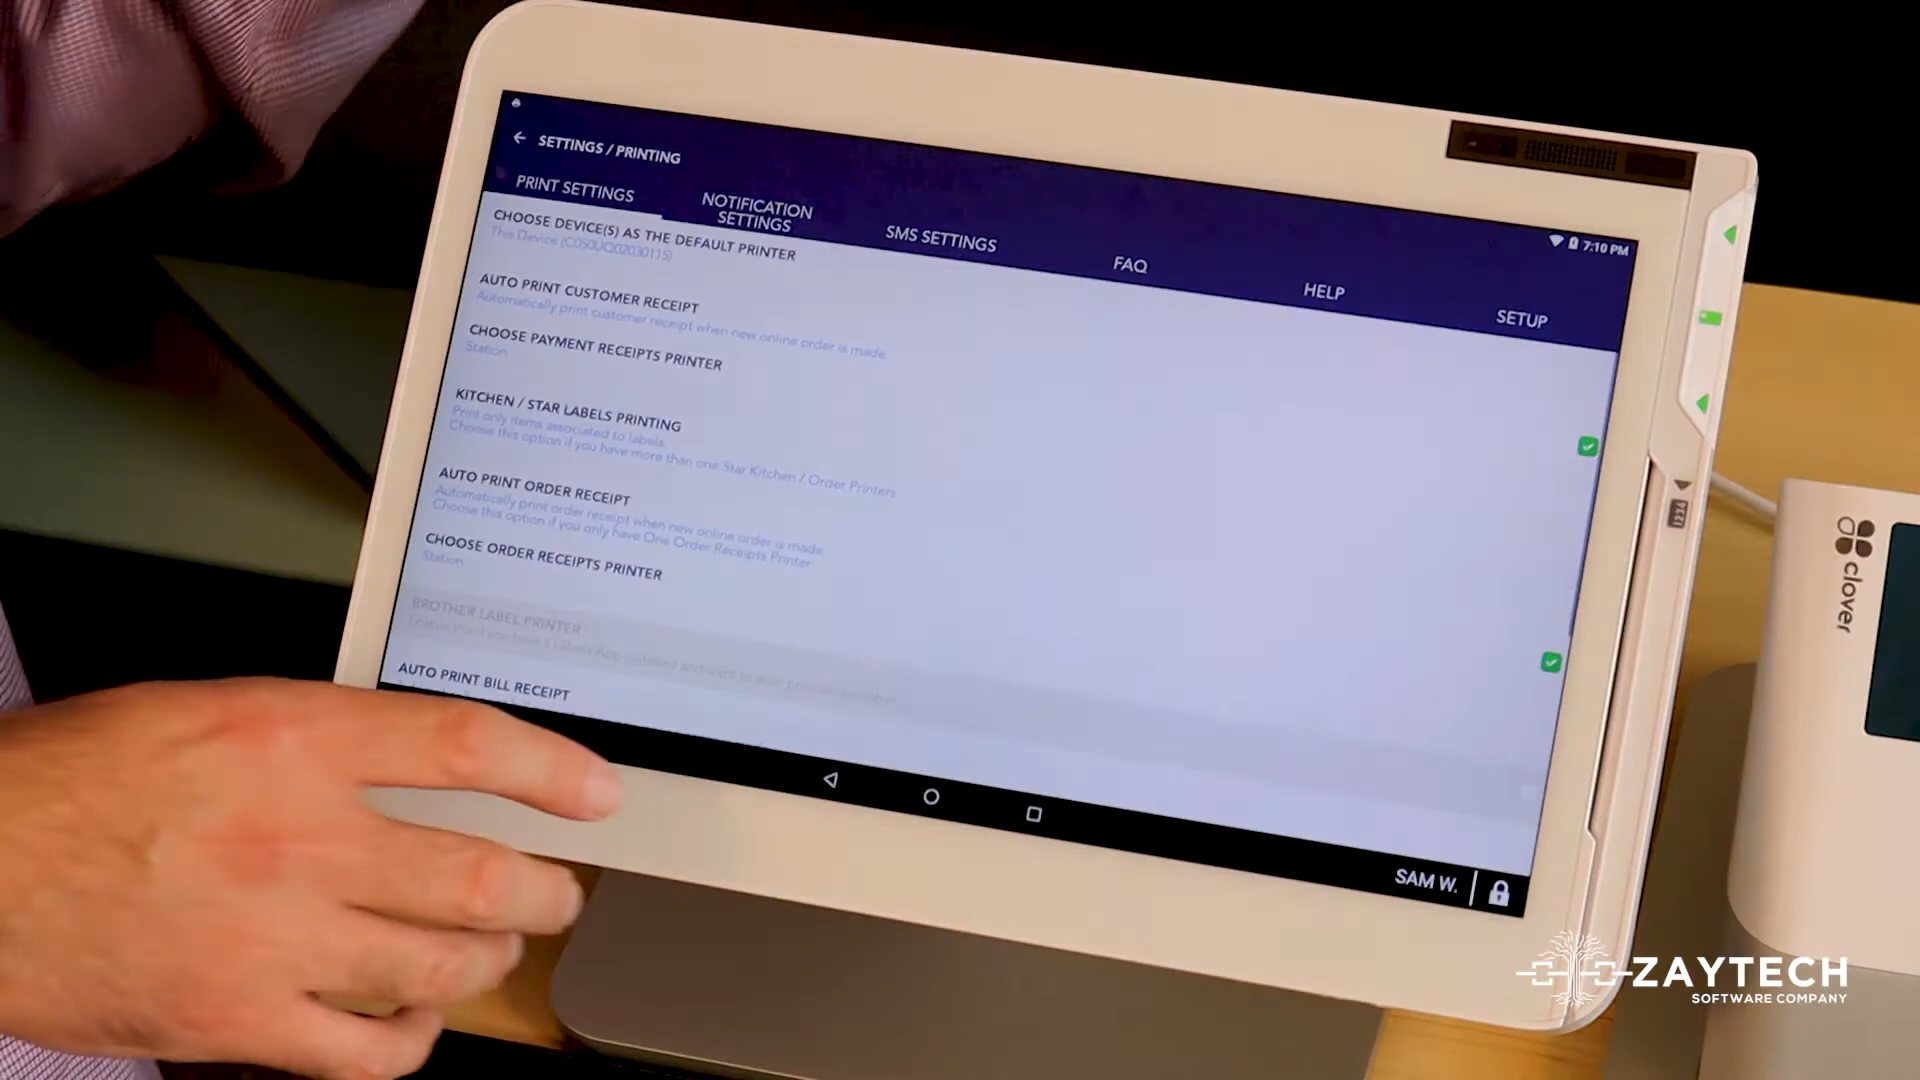 SETTINGS / PRINTING
7:10 PM
PRINT SETTINGS
NOTIFICATION
SETTINGS
SMS SETTINGS
FAQ
HELP
SETUP
CHOOSE DEVICE(S) AS THE DEFAULT PRINTER
This Device (C050UQ02030115)
AUTO PRINT CUSTOMER RECEIPT
Automatically print customer receipt when new online order is made.
CHOOSE PAYMENT RECEIPTS PRINTER
Station
KITCHEN / STAR LABELS PRINTING
Print only items associated to labels.
Choose this option if you have more than one Star Kitchen / Order Printers
AUTO PRINT ORDER RECEIPT
Automatically print order receipt when new online order is made
Choose this option if you only have One Order Receipts Printer
CHOOSE ORDER RECEIPTS PRINTER
Station
BROTHER LABEL PRINTER
AUTO PRINT BILL RECEIPT
SAM W.
clover
ZAYTECH
SOFTWARE COMPANY